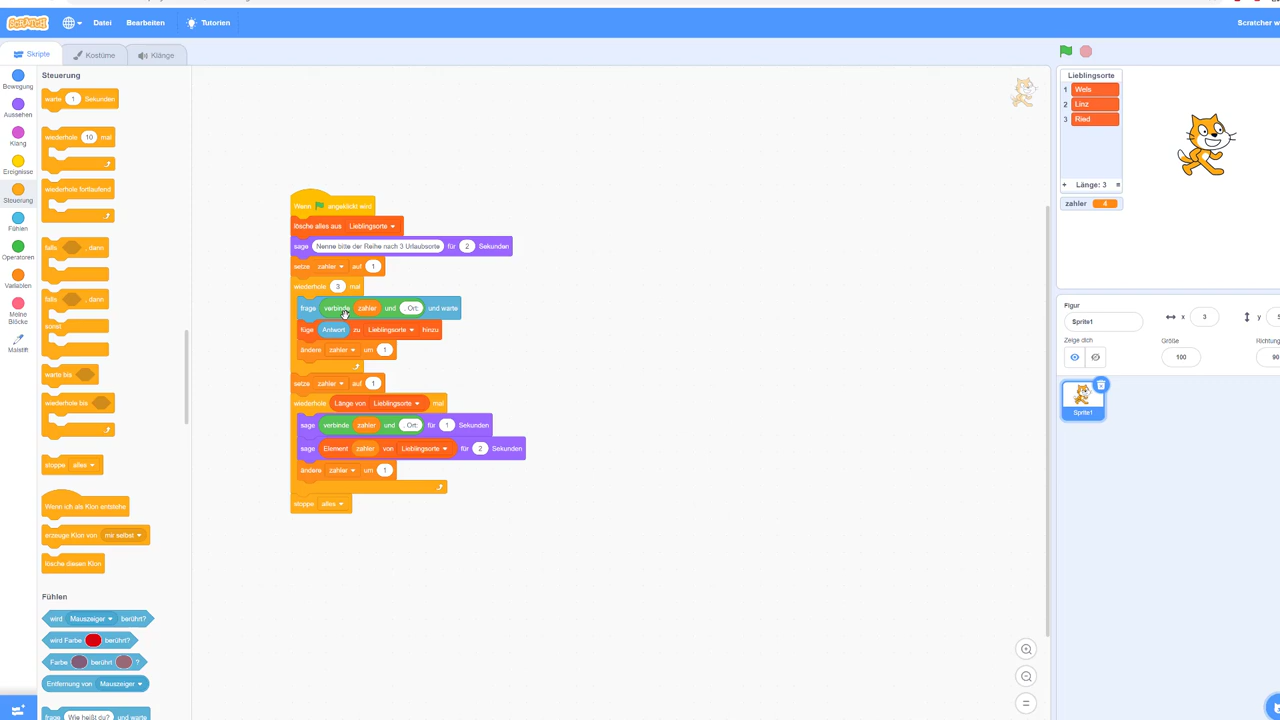 SCRATCH Datei Bearbeiten Tutorien Scratcher w
Skripte Kostüme Klänge
Bewegung
Aussehen
Klang
Ereignisse
Steuerung
Fühlen
Operatoren
Variablen
Meine
Blöcke
Malstift
Steuerung
warte 1 Sekunden
wiederhole 10 mal
wiederhole fortlaufend
falls , dann
falls , dann
sonst
warte bis
wiederhole bis
stoppe alles
Wenn ich als Klon entstehe
erzeuge Klon von mir selbst
lösche diesen Klon
Fühlen
wird Mauszeiger berührt?
wird Farbe berührt?
Farbe berührt ?
Entfernung von Mauszeiger
frage Wie heißt du? und warte
Wenn angeklickt wird
lösche alles aus Lieblingsorte
sage Nenne bitte der Reihe nach 3 Urlaubsorte für 2 Sekunden
setze zahler auf 1
wiederhole 3 mal
frage verbinde zahler und . Ort: und warte
füge Antwort zu Lieblingsorte hinzu
ändere zahler um 1
setze zahler auf 1
wiederhole Länge von Lieblingsorte mal
sage verbinde zahler und . Ort: für 1 Sekunden
sage Element zahler von Lieblingsorte für 2 Sekunden
ändere zahler um 1
stoppe alles
Lieblingsorte
1 Wels
2 Linz
3 Ried
+ Länge: 3 =
zahler 4
Figur
Sprite1
x 3
y
Zeige dich
Größe
100
Richtung
90
Sprite1